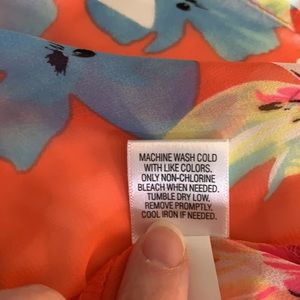 MACHINE WASH COLD
WITH LIKE COLORS.
ONLY NON-CHLORINE
BLEACH WHEN NEEDED.
TUMBLE DRY LOW.
REMOVE PROMPTLY.
COOL IRON IF NEEDED.